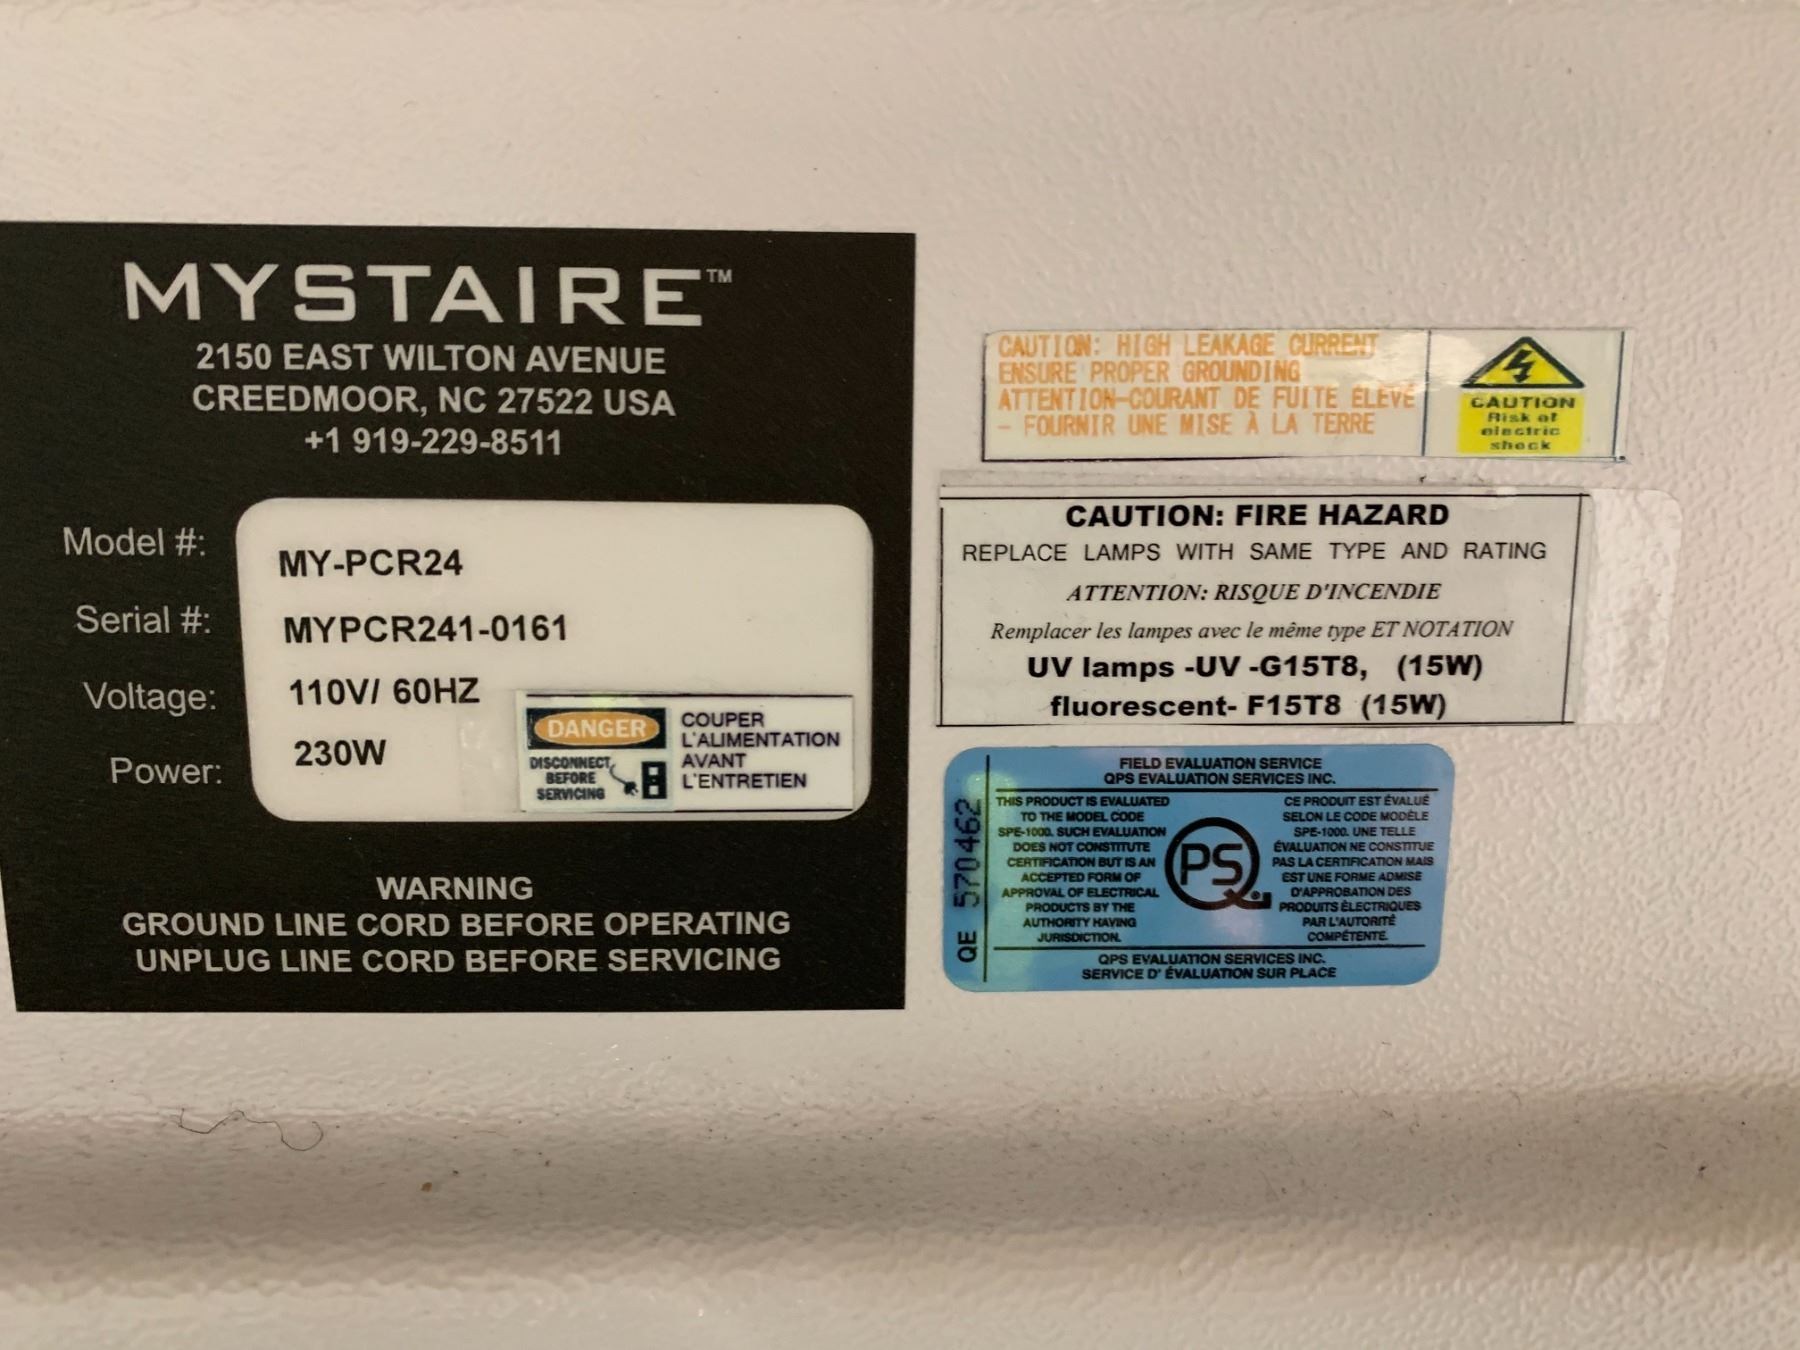 MYSTAIRE™
2150 EAST WILTON AVENUE
CREEDMOOR, NC 27522 USA
+1 919-229-8511
Model #: MY-PCR24
Serial #: MYPCR241-0161
Voltage: 110V/ 60HZ
Power: 230W
DANGER
DISCONNECT
BEFORE
SERVICING
COUPER
L'ALIMENTATION
AVANT
L'ENTRETIEN
WARNING
GROUND LINE CORD BEFORE OPERATING
UNPLUG LINE CORD BEFORE SERVICING
CAUTION: HIGH LEAKAGE CURRENT
ENSURE PROPER GROUNDING
ATTENTION-COURANT DE FUITE ÉLEVÉ
- FOURNIR UNE MISE À LA TERRE
CAUTION
Risk of
electric
shock
CAUTION: FIRE HAZARD
REPLACE LAMPS WITH SAME TYPE AND RATING
ATTENTION: RISQUE D'INCENDIE
Remplacer les lampes avec le même type ET NOTATION
UV lamps -UV -G15T8, (15W)
fluorescent- F15T8 (15W)
FIELD EVALUATION SERVICE
QPS EVALUATION SERVICES INC.
QE 570462
THIS PRODUCT IS EVALUATED
TO THE MODEL CODE
SPE-1000. SUCH EVALUATION
DOES NOT CONSTITUTE
CERTIFICATION BUT IS AN
ACCEPTED FORM OF
APPROVAL OF ELECTRICAL
PRODUCTS BY THE
AUTHORITY HAVING
JURISDICTION.
QPS
CE PRODUIT EST ÉVALUÉ
SELON LE CODE MODÈLE
SPE-1000. UNE TELLE
ÉVALUATION NE CONSTITUE
PAS LA CERTIFICATION MAIS
EST UNE FORME ADMISE
D'APPROBATION DES
PRODUITS ÉLECTRIQUES
PAR L'AUTORITÉ
COMPÉTENTE.
QPS EVALUATION SERVICES INC.
SERVICE D' ÉVALUATION SUR PLACE